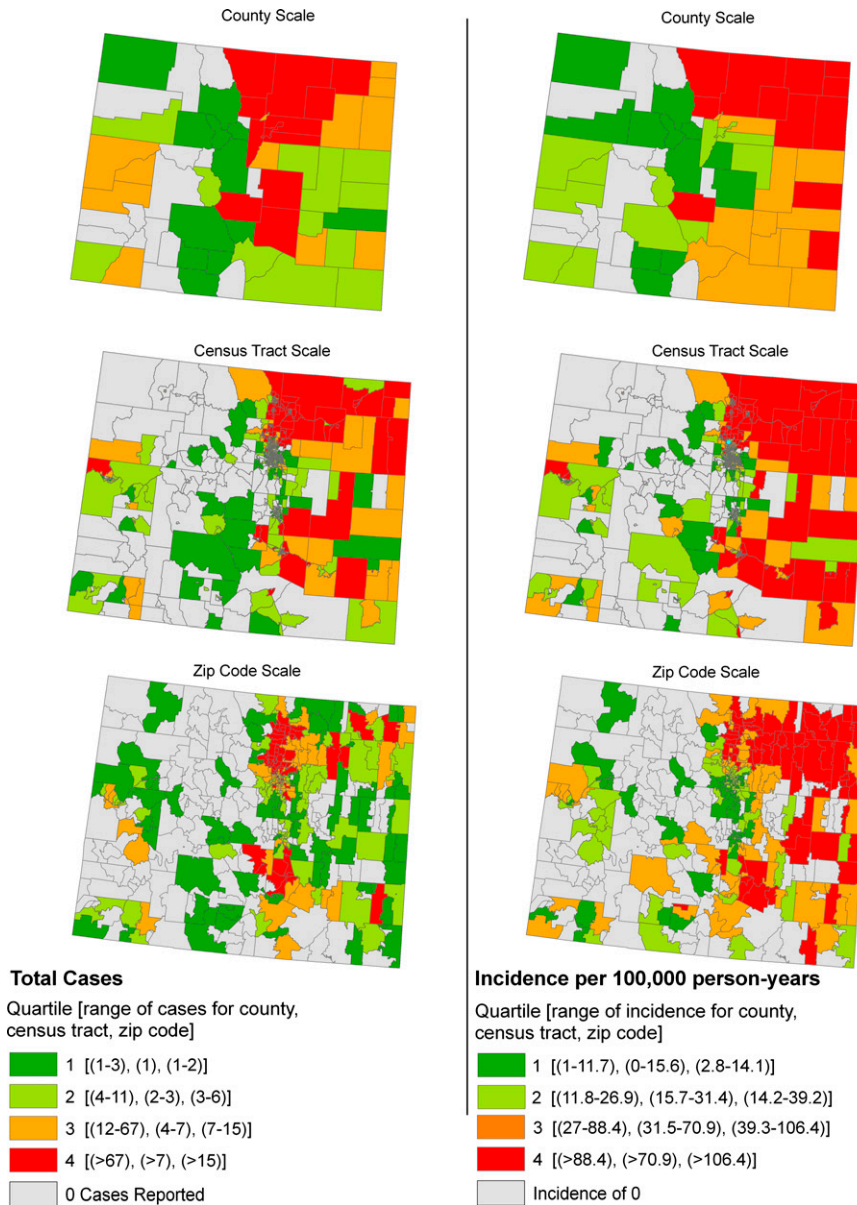 County Scale
County Scale
Census Tract Scale
Census Tract Scale
Zip Code Scale
Zip Code Scale
Total Cases
Quartile [range of cases for county,
census tract, zip code]
1 [(1-3), (1), (1-2)]
2 [(4-11), (2-3), (3-6)]
3 [(12-67), (4-7), (7-15)]
4 [(>67), (>7), (>15)]
0 Cases Reported
Incidence per 100,000 person-years
Quartile [range of incidence for county,
census tract, zip code]
1 [(1-11.7), (0-15.6), (2.8-14.1)]
2 [(11.8-26.9), (15.7-31.4), (14.2-39.2)]
3 [(27-88.4), (31.5-70.9), (39.3-106.4)]
4 [(>88.4), (>70.9), (>106.4)]
Incidence of 0